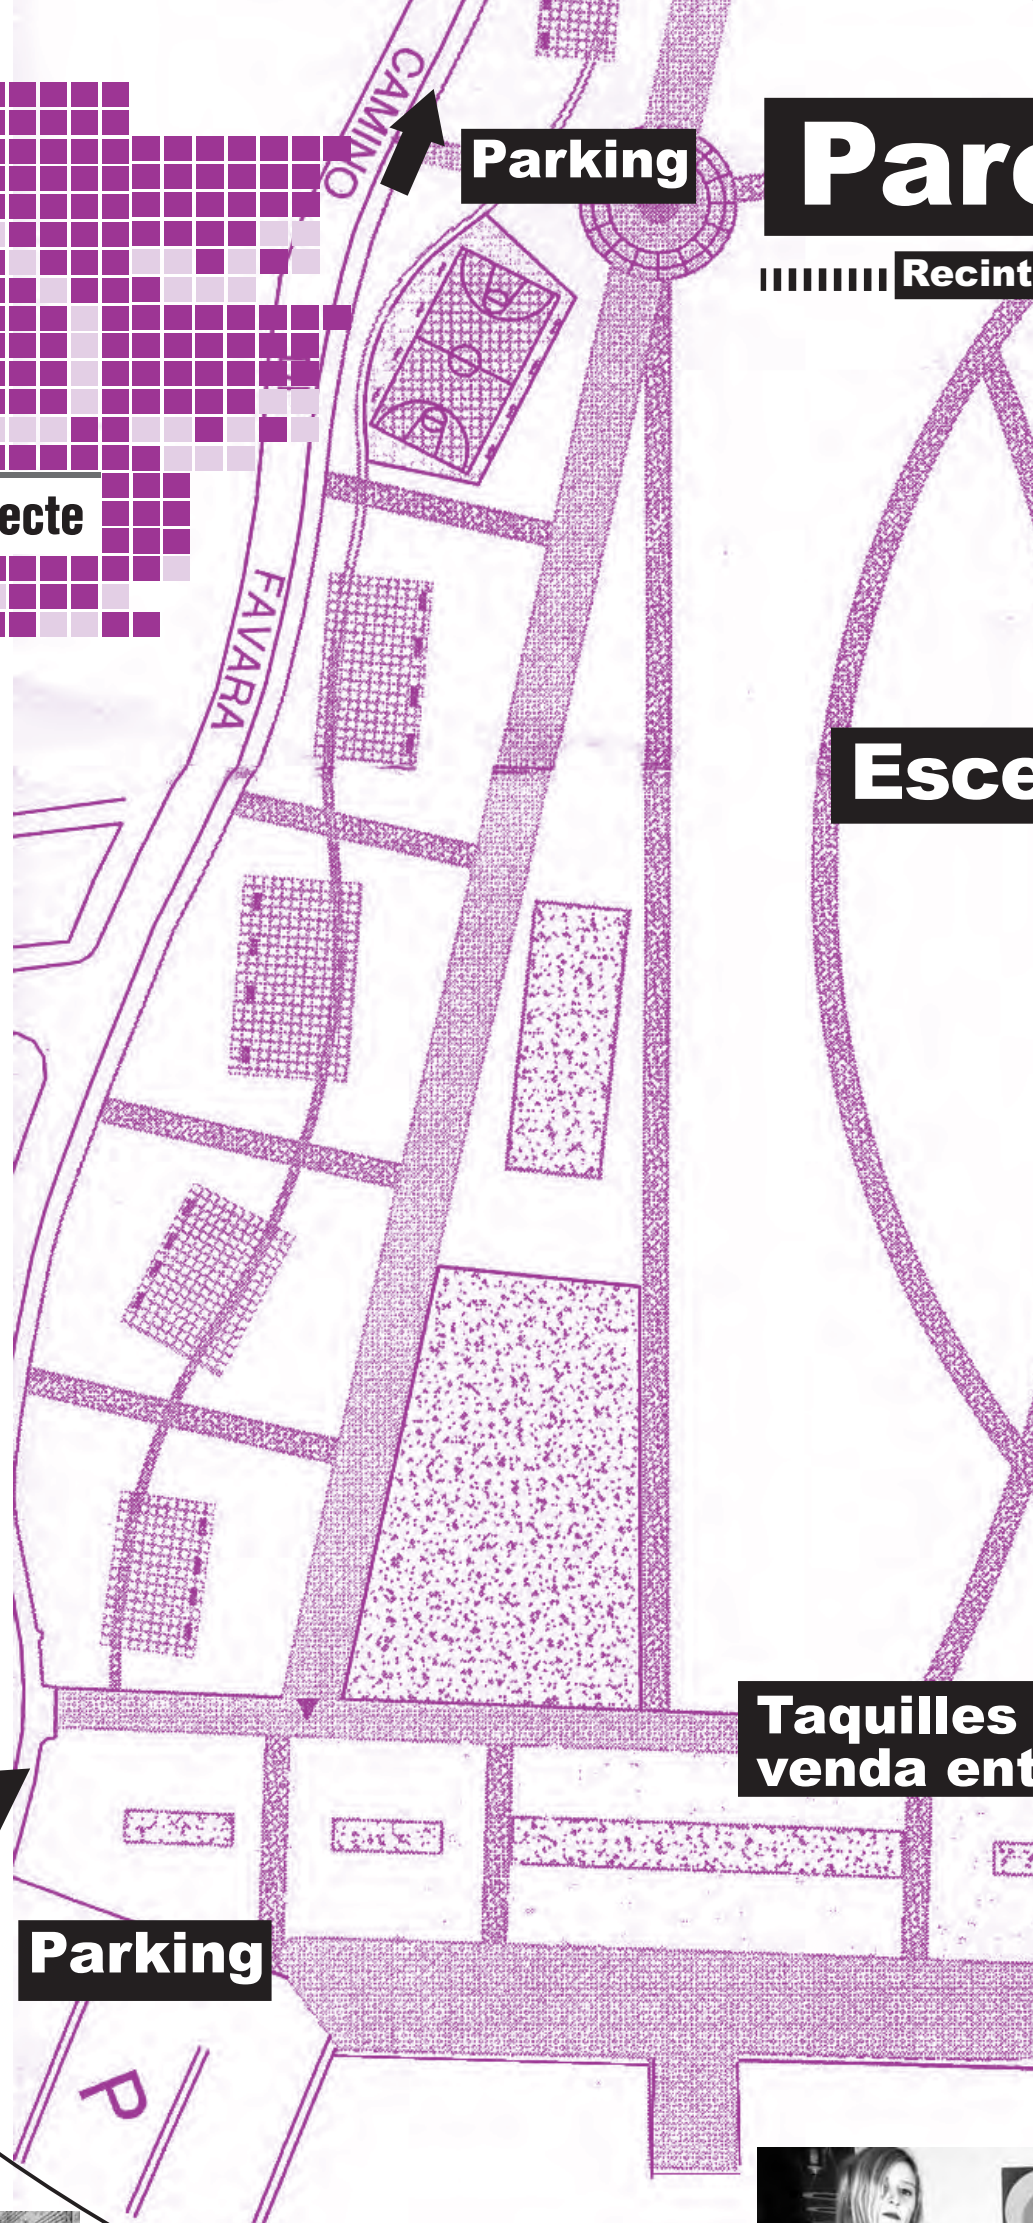 CAMINO
Parking
Parc
Recint
ecte
FAVARA
Esce
Taquilles
venda ent
Parking
P